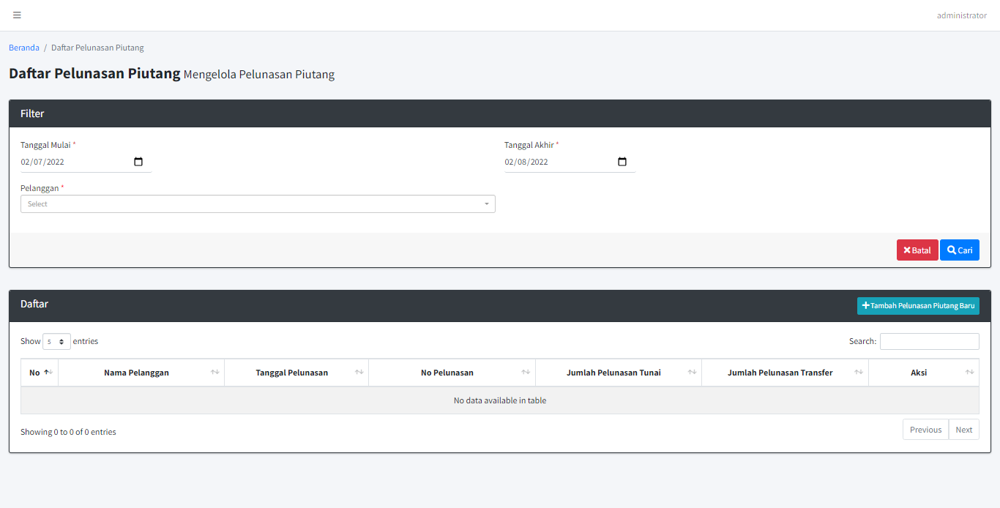 administrator
Beranda / Daftar Pelunasan Piutang
Daftar Pelunasan Piutang Mengelola Pelunasan Piutang
Filter
Tanggal Mulai * Tanggal Akhir *
02/07/2022 02/08/2022
Pelanggan *
Select
Batal Cari
Daftar Tambah Pelunasan Piutang Baru
Show 5 entries Search:
No Nama Pelanggan Tanggal Pelunasan No Pelunasan Jumlah Pelunasan Tunai Jumlah Pelunasan Transfer Aksi
No data available in table
Showing 0 to 0 of 0 entries Previous Next